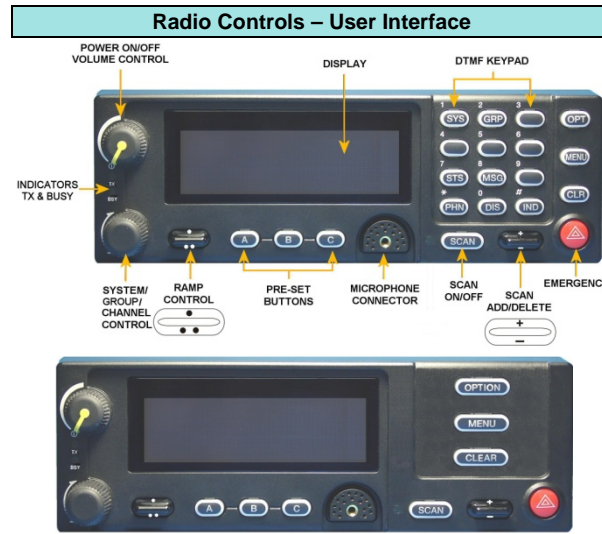 Radio Controls – User Interface
POWER ON/OFF
VOLUME CONTROL
DISPLAY
DTMF KEYPAD
1 2 3
SYS GRP
OPT
4 5 6
MENU
7 8 9
STS MSG
CLR
* 0 #
PHN DIS IND
INDICATORS
TX & BUSY
TX
BSY
A B C
SCAN
+
−
SYSTEM/
GROUP/
CHANNEL
CONTROL
RAMP
CONTROL
PRE-SET
BUTTONS
MICROPHONE
CONNECTOR
SCAN
ON/OFF
SCAN
ADD/DELETE
+
−
EMERGENC
OPTION
MENU
CLEAR
TX
BSY
A B C
SCAN
+
−